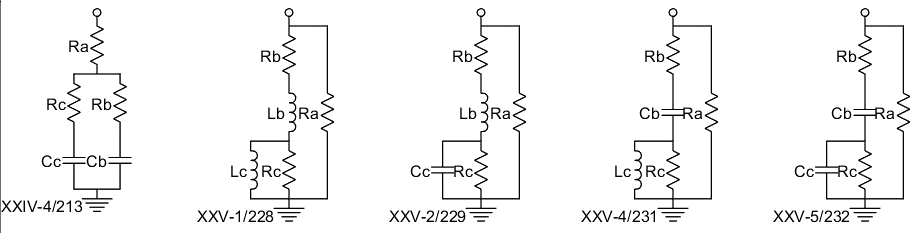 Ra
Rc Rb
Cc Cb
XXIV-4/213
Rb
Lb Ra
Lc Rc
XXV-1/228
Rb
Lb Ra
Cc Rc
XXV-2/229
Rb
Cb Ra
Lc Rc
XXV-4/231
Rb
Cb Ra
Cc Rc
XXV-5/232